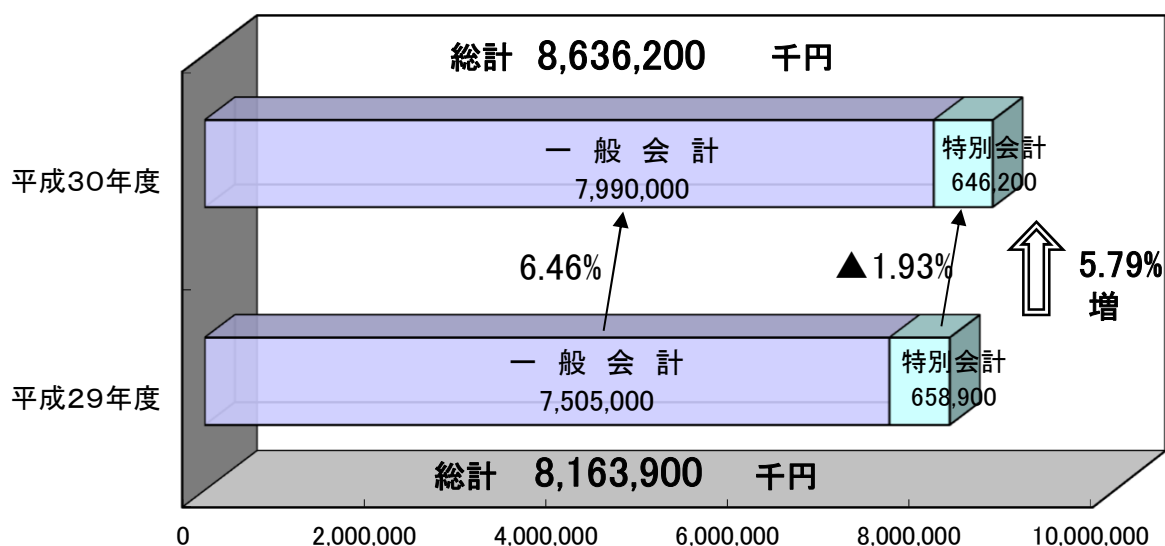 総計 8,636,200 千円
平成30年度
一般会計
7,990,000
特別会計
646,200
6.46%
▲1.93%
5.79%
増
平成29年度
一般会計
7,505,000
特別会計
658,900
総計 8,163,900 千円
0 2,000,000 4,000,000 6,000,000 8,000,000 10,000,000